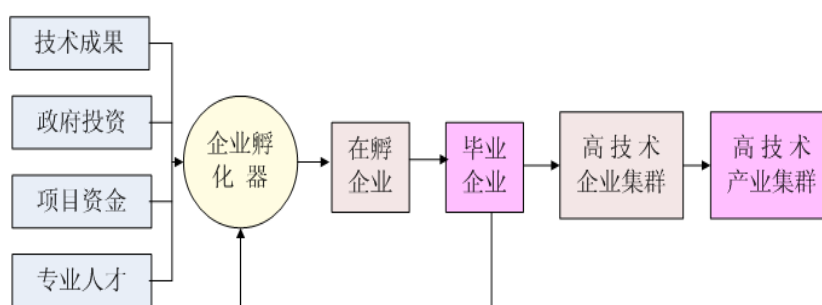 技术成果
政府投资
项目资金
专业人才
企业孵
化 器
在孵
企业
毕业
企业
高 技 术
企业集群
高 技 术
产业集群